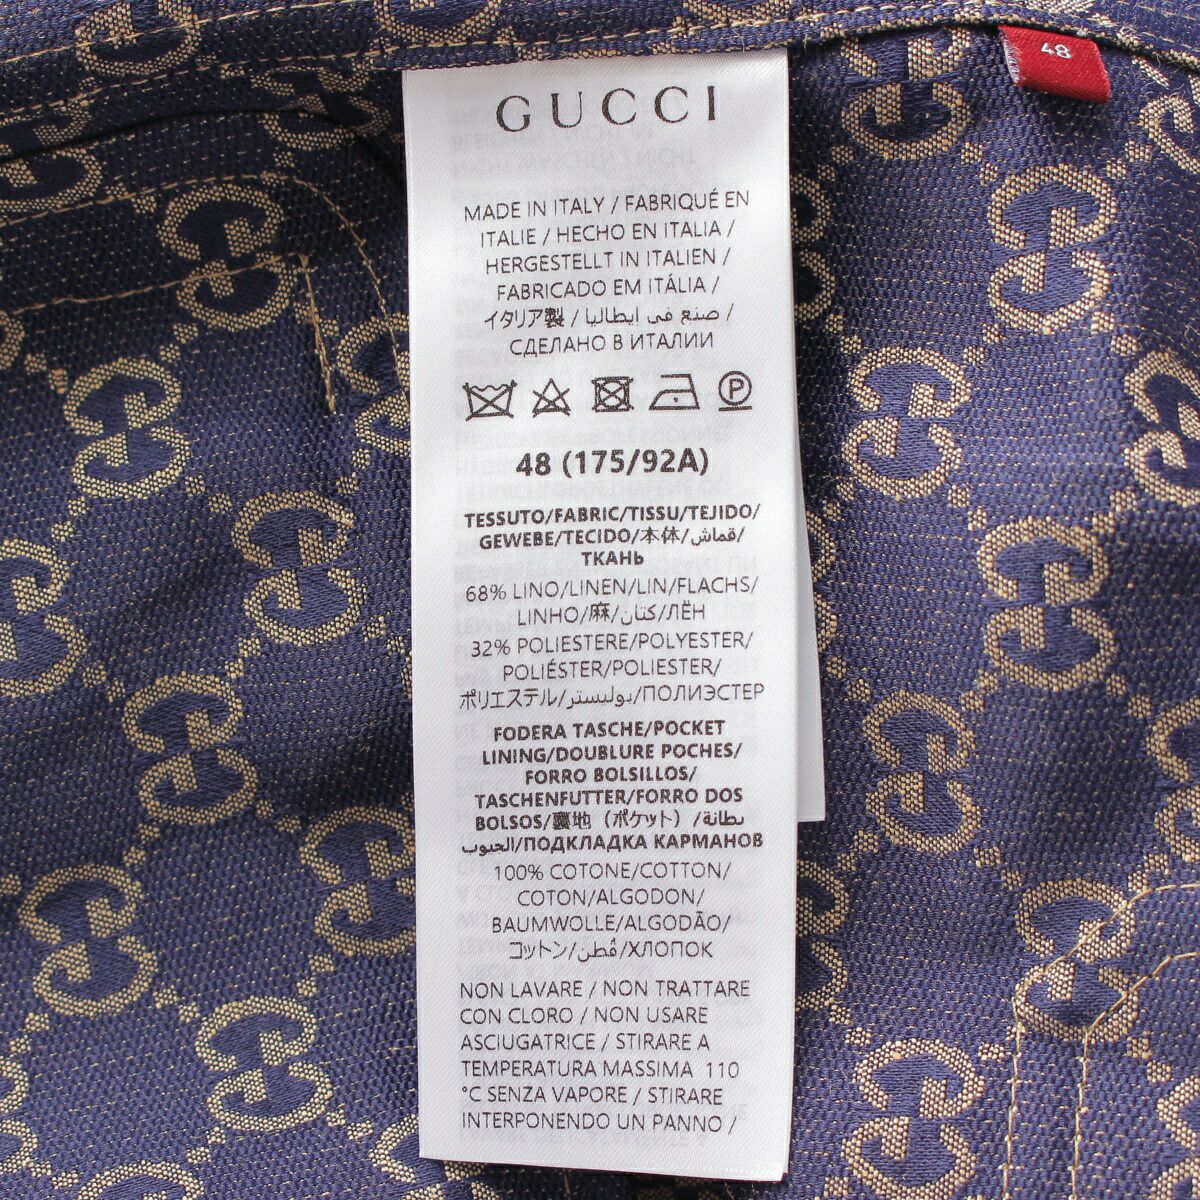 48
GUCCI
MADE IN ITALY / FABRIQUÉ EN
ITALIE / HECHO EN ITALIA /
HERGESTELLT IN ITALIEN /
FABRICADO EM ITÁLIA /
イタリア製 / صنع في إيطاليا /
СДЕЛАНО В ИТАЛИИ
P
48 (175/92A)
TESSUTO/FABRIC/TISSU/TEJIDO/
GEWEBE/TECIDO/本体/قماش/
ТКАНЬ
68% LINO/LINEN/LIN/FLACHS/
LINHO/麻/كتان/ЛЁН
32% POLIESTERE/POLYESTER/
POLIÉSTER/POLIESTER/
ポリエステル/بوليستر/ПОЛИЭСТЕР
FODERA TASCHE/POCKET
LINING/DOUBLURE POCHES/
FORRO BOLSILLOS/
TASCHENFUTTER/FORRO DOS
BOLSOS/裏地（ポケット）/بطانة
الجيوب/ПОДКЛАДКА КАРМАНОВ
100% COTONE/COTTON/
COTON/ALGODON/
BAUMWOLLE/ALGODÃO/
コットン/قُطن/ХЛОПОК
NON LAVARE / NON TRATTARE
CON CLORO / NON USARE
ASCIUGATRICE / STIRARE A
TEMPERATURA MASSIMA 110
°C SENZA VAPORE / STIRARE
INTERPONENDO UN PANNO /